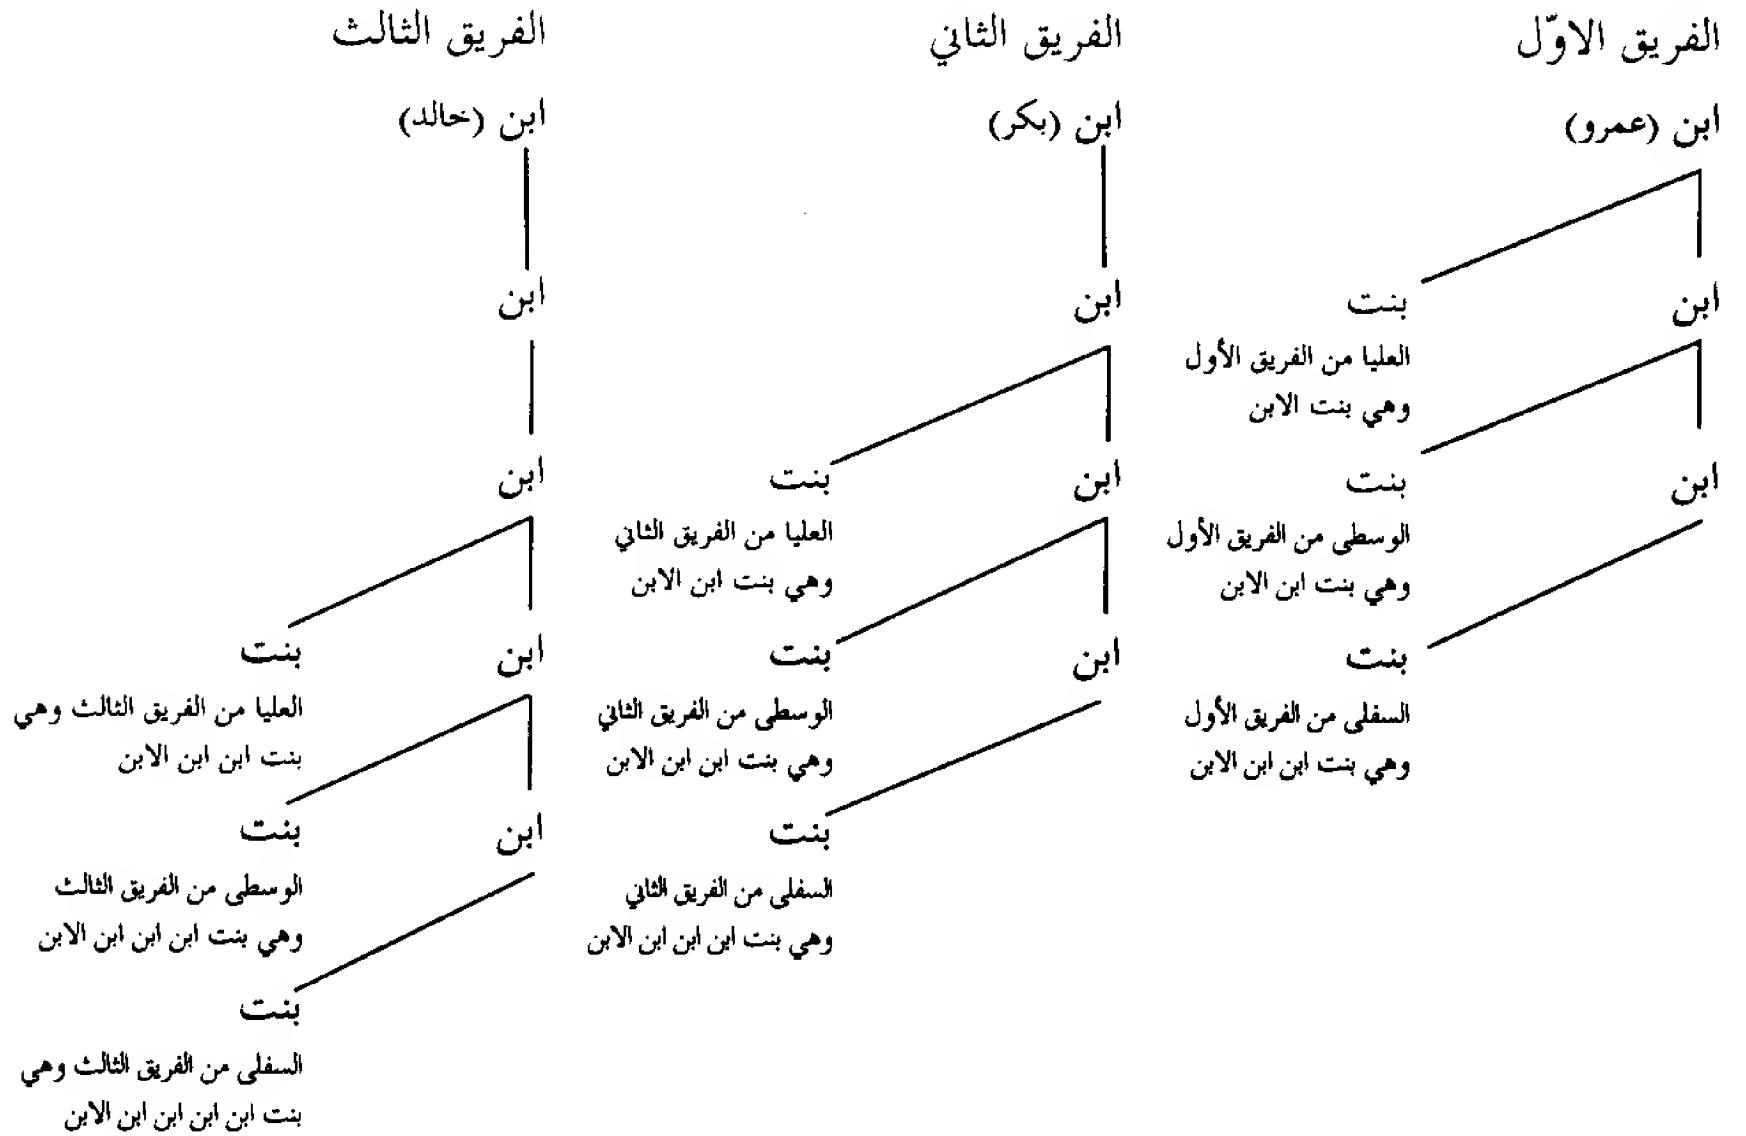 الفريق الاوّل
ابن (عمرو)
ابن
بنت
العليا من الفريق الأول
وهي بنت الابن
ابن
بنت
الوسطى من الفريق الأول
وهي بنت ابن الابن
بنت
السفلى من الفريق الأول
وهي بنت ابن ابن الابن
الفريق الثاني
ابن (بكر)
ابن
ابن
بنت
العليا من الفريق الثاني
وهي بنت ابن الابن
ابن
بنت
الوسطى من الفريق الثاني
وهي بنت ابن ابن الابن
بنت
السفلى من الفريق الثاني
وهي بنت ابن ابن ابن الابن
الفريق الثالث
ابن (خالد)
ابن
ابن
ابن
بنت
العليا من الفريق الثالث وهي
بنت ابن ابن الابن
ابن
بنت
الوسطى من الفريق الثالث
وهي بنت ابن ابن ابن الابن
بنت
السفلى من الفريق الثالث وهي
بنت ابن ابن ابن ابن الابن